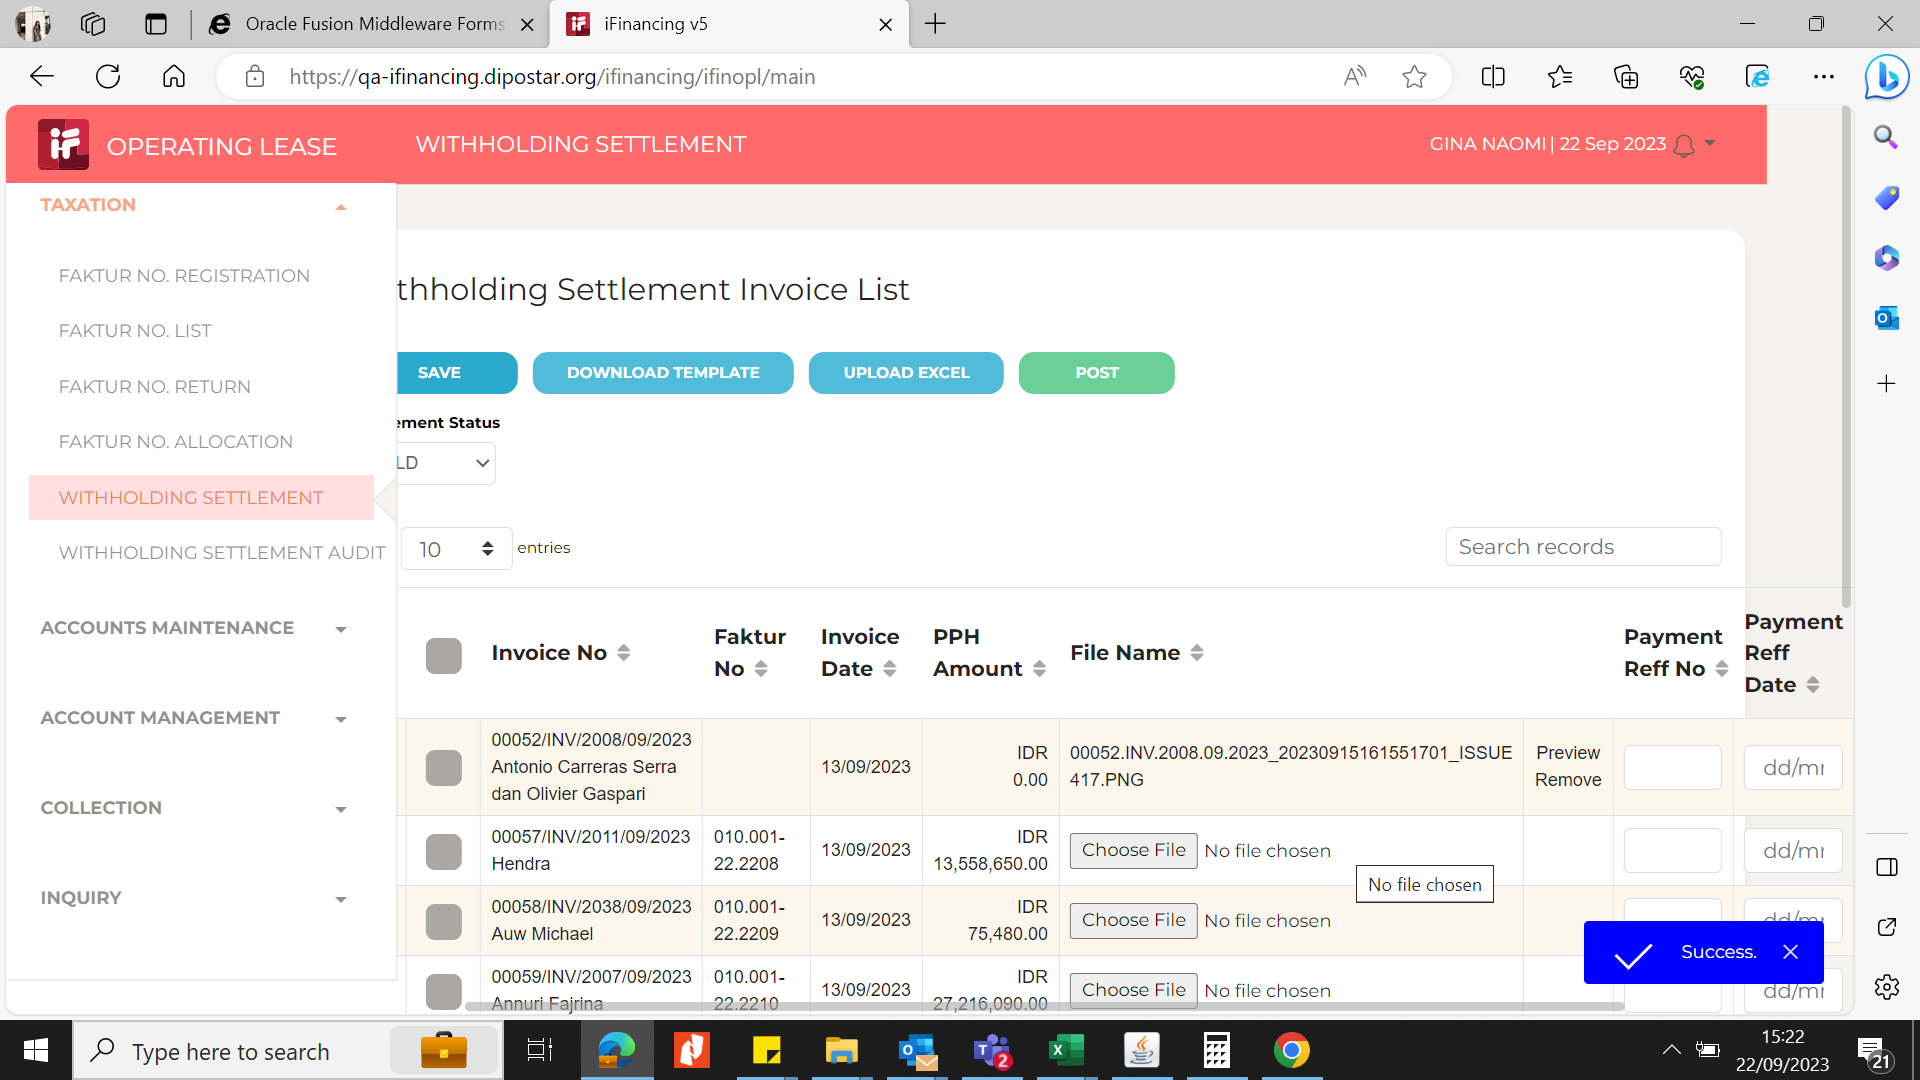 Oracle Fusion Middleware Forms
iFinancing v5
https://qa-ifinancing.dipostar.org/ifinancing/ifinopl/main
iF OPERATING LEASE
WITHHOLDING SETTLEMENT
GINA NAOMI | 22 Sep 2023
TAXATION
FAKTUR NO. REGISTRATION
FAKTUR NO. LIST
FAKTUR NO. RETURN
FAKTUR NO. ALLOCATION
WITHHOLDING SETTLEMENT
WITHHOLDING SETTLEMENT AUDIT
ACCOUNTS MAINTENANCE
ACCOUNT MANAGEMENT
COLLECTION
INQUIRY
thholding Settlement Invoice List
SAVE
DOWNLOAD TEMPLATE
UPLOAD EXCEL
POST
ement Status
LD
10 entries
Search records
Invoice No
Faktur
No
Invoice
Date
PPH
Amount
File Name
Payment
Reff No
Payment
Reff
Date
00052/INV/2008/09/2023
Antonio Carreras Serra
dan Olivier Gaspari
13/09/2023
IDR
0.00
00052.INV.2008.09.2023_20230915161551701_ISSUE
417.PNG
Preview
Remove
dd/mr
00057/INV/2011/09/2023
Hendra
010.001-
22.2208
13/09/2023
IDR
13,558,650.00
Choose File No file chosen
dd/mr
No file chosen
00058/INV/2038/09/2023
Auw Michael
010.001-
22.2209
13/09/2023
IDR
75,480.00
Choose File No file chosen
dd/mr
00059/INV/2007/09/2023
Annuri Fajrina
010.001-
22.2210
13/09/2023
IDR
27,216,090.00
Choose File No file chosen
dd/mr
Success.
Type here to search
2
15:22
22/09/2023
21